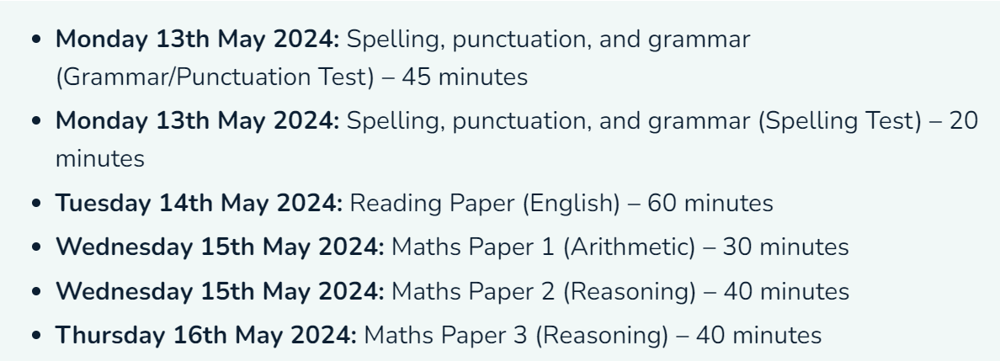 • Monday 13th May 2024: Spelling, punctuation, and grammar
(Grammar/Punctuation Test) – 45 minutes
• Monday 13th May 2024: Spelling, punctuation, and grammar (Spelling Test) – 20
minutes
• Tuesday 14th May 2024: Reading Paper (English) – 60 minutes
• Wednesday 15th May 2024: Maths Paper 1 (Arithmetic) – 30 minutes
• Wednesday 15th May 2024: Maths Paper 2 (Reasoning) – 40 minutes
• Thursday 16th May 2024: Maths Paper 3 (Reasoning) – 40 minutes